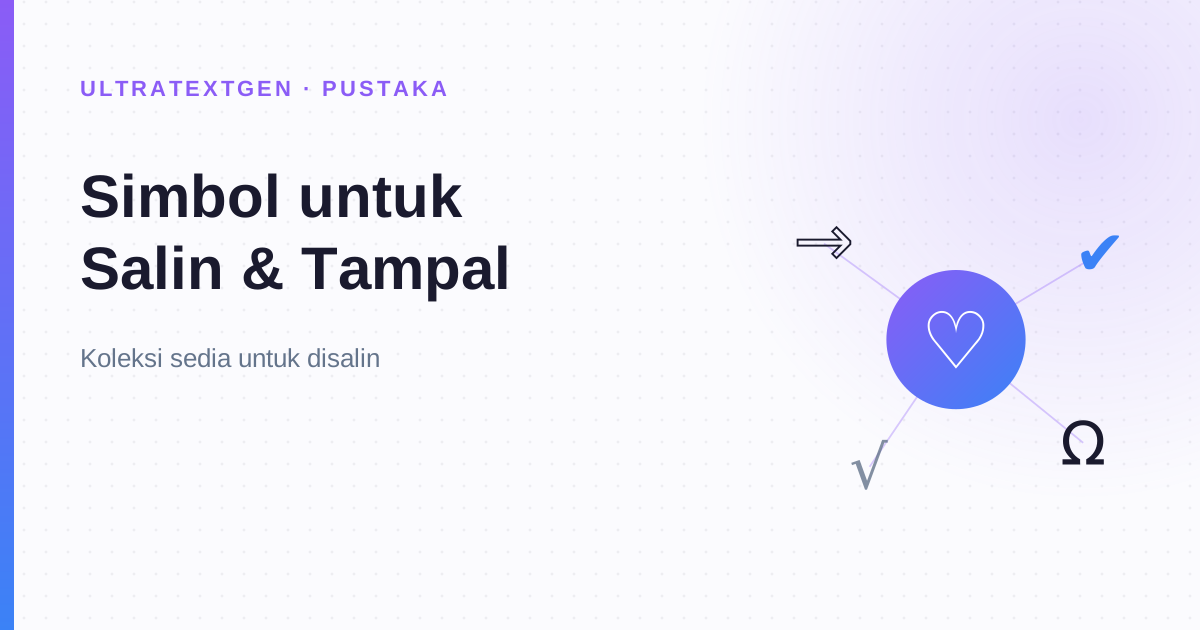 ULTRATEXTGEN · PUSTAKA
Simbol untuk
Salin & Tampal
Koleksi sedia untuk disalin
⇒ ✔
♡
√ Ω